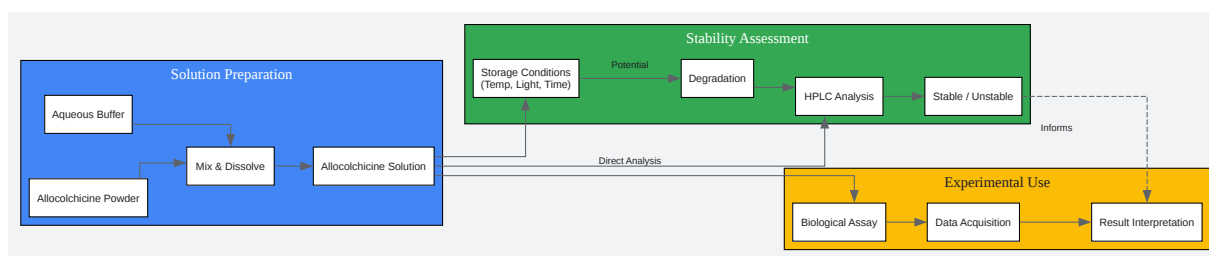 Solution Preparation
Aqueous Buffer
Allocolchicine Powder
Mix & Dissolve
Allocolchicine Solution
Stability Assessment
Storage Conditions
(Temp, Light, Time)
Potential
Degradation
HPLC Analysis
Stable / Unstable
Direct Analysis
Informs
Experimental Use
Biological Assay
Data Acquisition
Result Interpretation